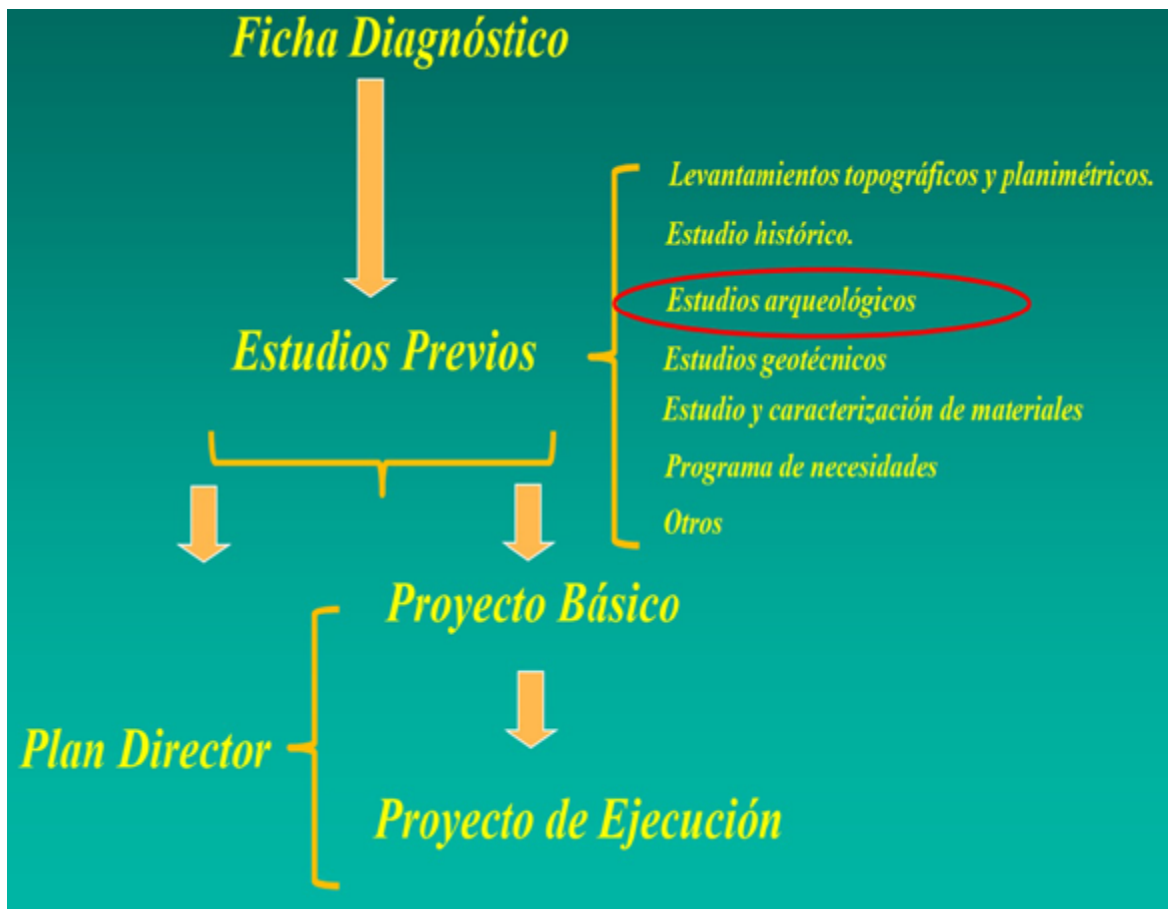 Ficha Diagnóstico
Levantamientos topográficos y planimétricos.
Estudio histórico.
Estudios arqueológicos
Estudios Previos
Estudios geotécnicos
Estudio y caracterización de materiales
Programa de necesidades
Otros
Proyecto Básico
Plan Director
Proyecto de Ejecución